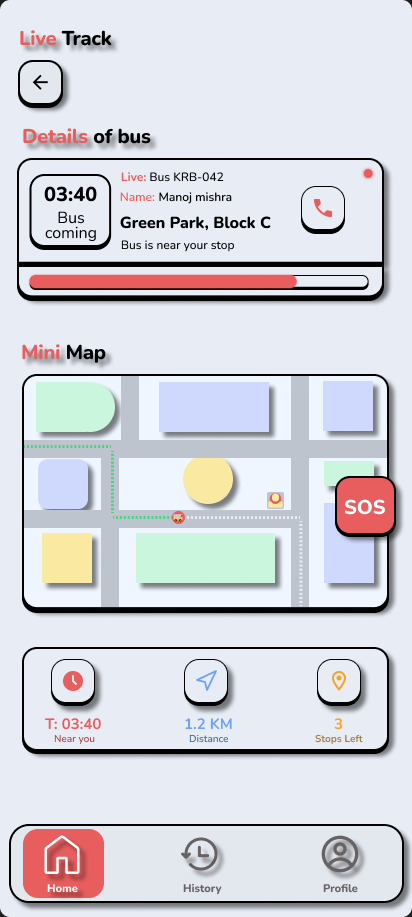 Live Track
Details of bus
03:40
Bus
coming
Live: Bus KRB-042
Name: Manoj mishra
Green Park, Block C
Bus is near your stop
Mini Map
SOS
T: 03:40
Near you
1.2 KM
Distance
3
Stops Left
Home
History
Profile